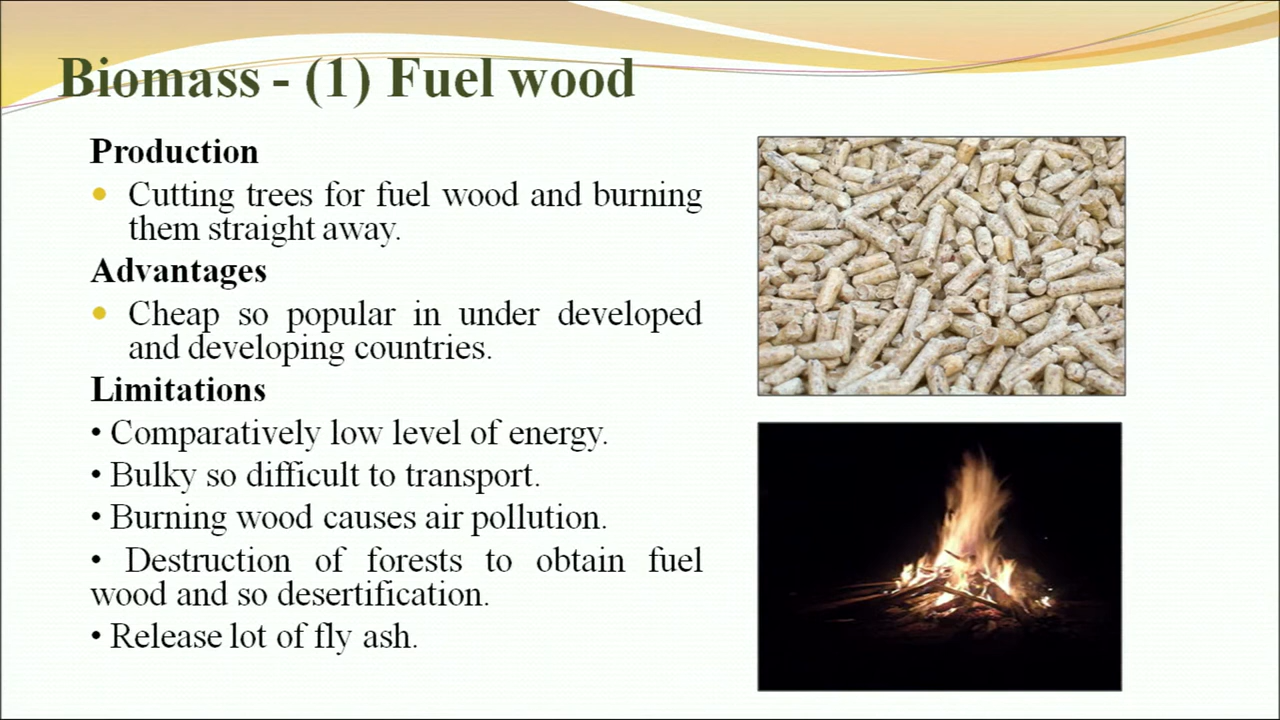 Biomass - (1) Fuel wood
Production
• Cutting trees for fuel wood and burning
them straight away.
Advantages
• Cheap so popular in under developed
and developing countries.
Limitations
• Comparatively low level of energy.
• Bulky so difficult to transport.
• Burning wood causes air pollution.
• Destruction of forests to obtain fuel
wood and so desertification.
• Release lot of fly ash.